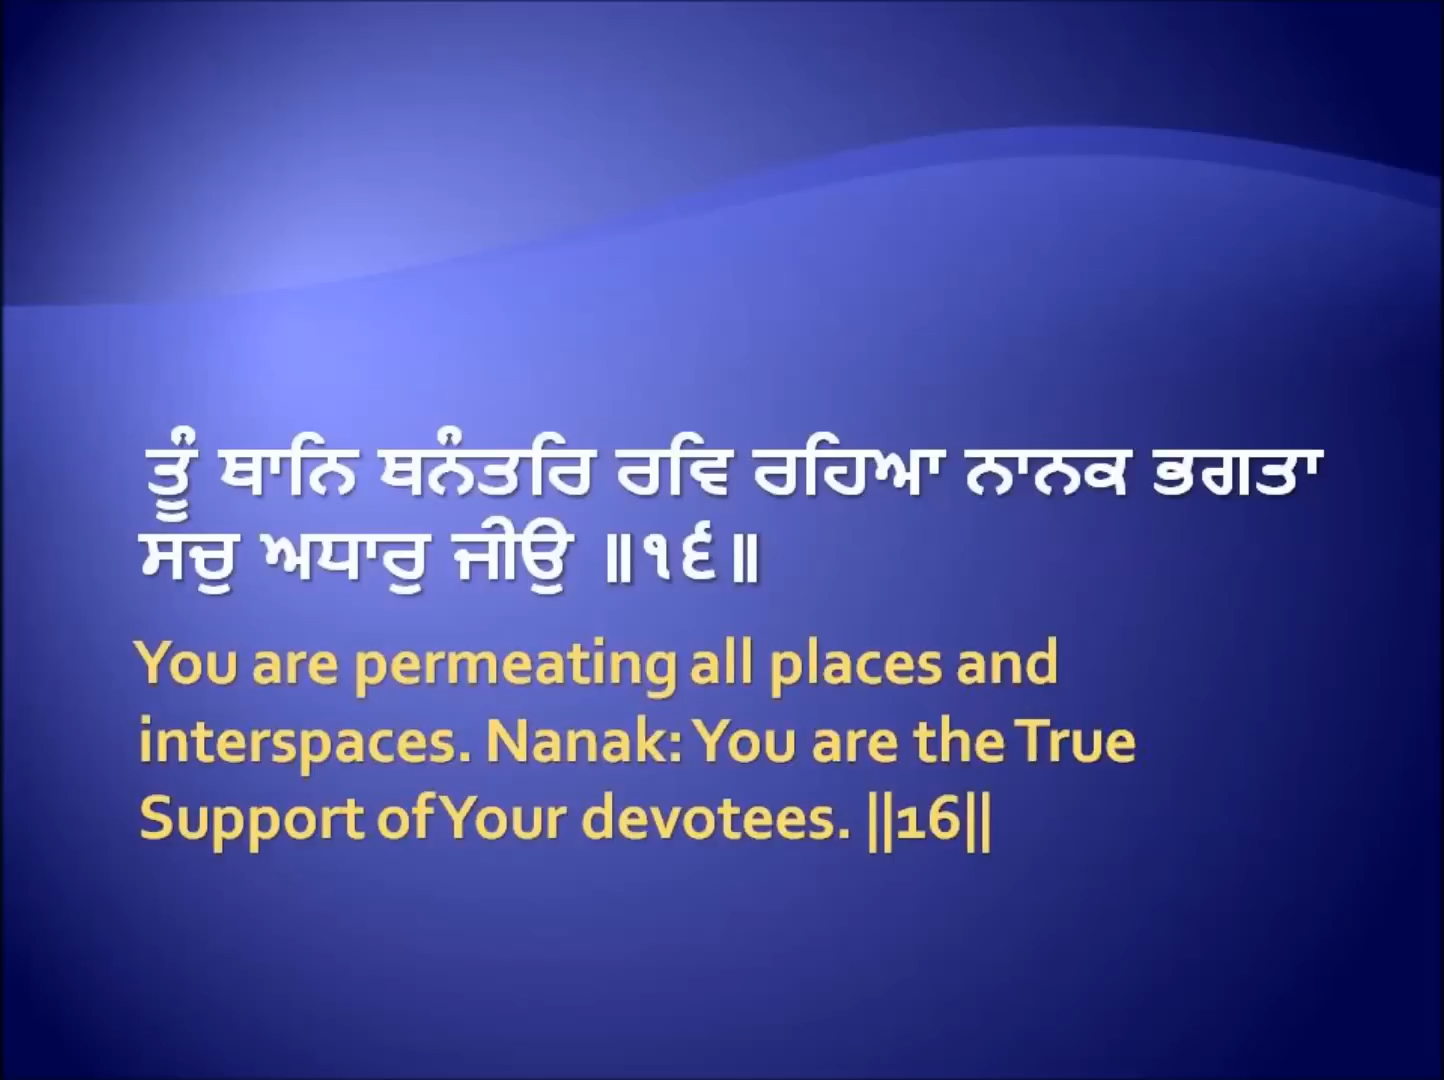 ਤੂੰ ਥਾਨਿ ਥਨੰਤਰਿ ਰਵਿ ਰਹਿਆ ਨਾਨਕ ਭਗਤਾ
ਸਚੁ ਅਧਾਰੁ ਜੀਉ ॥੧੬॥
You are permeating all places and
interspaces. Nanak: You are the True
Support of Your devotees. ||16||